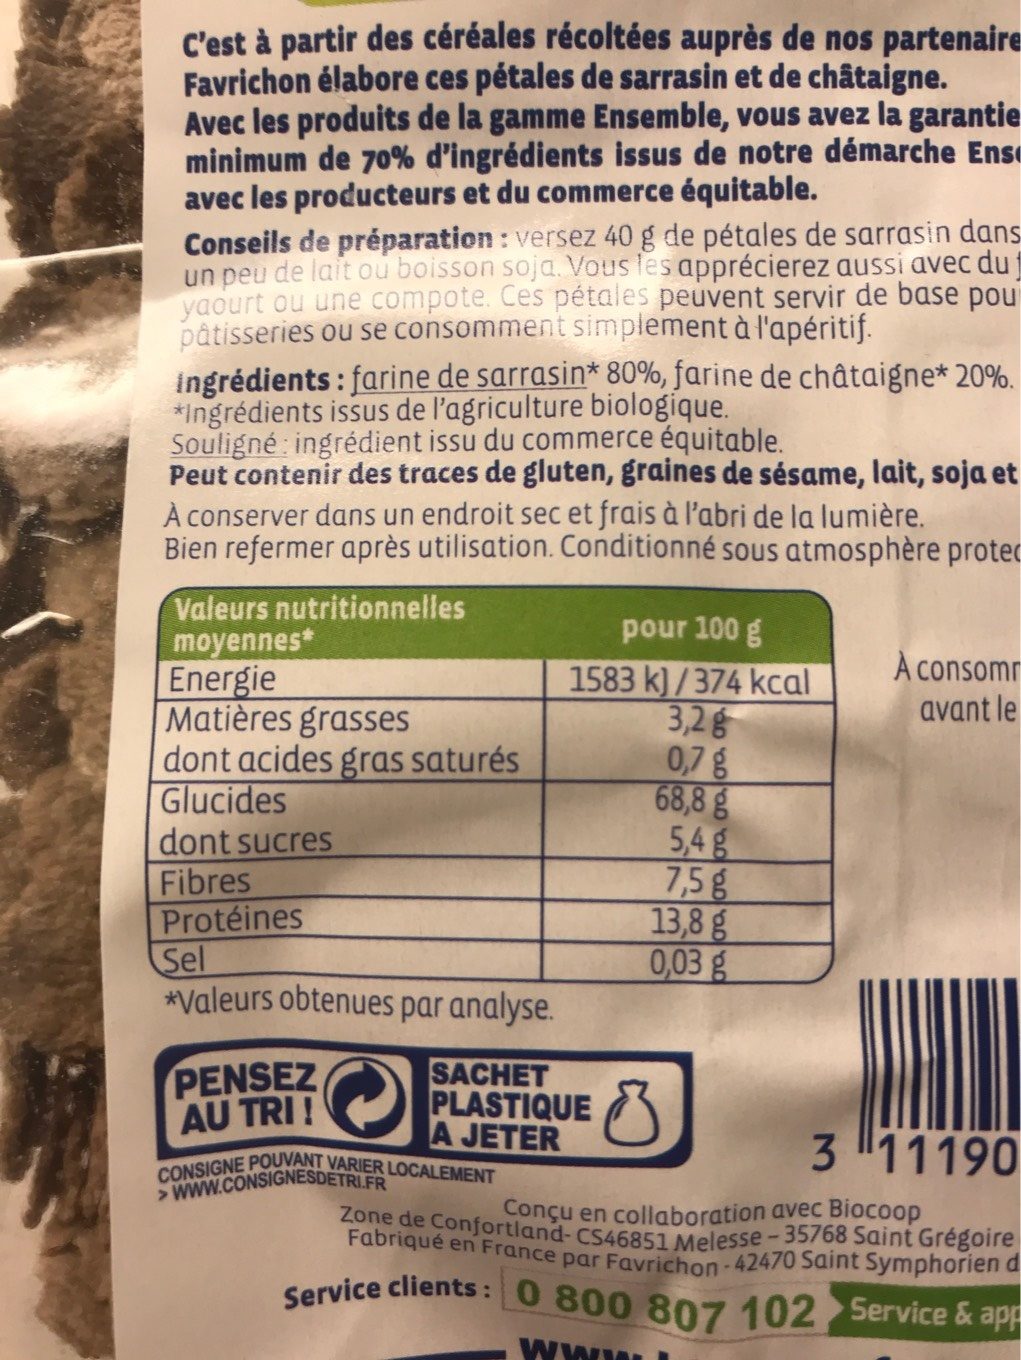 C'est à partir des céréales récoltées auprès de nos partenaire
Favrichon élabore ces pétales de sarrasin et de châtaigne.
Avec les produits de la gamme Ensemble, vous avez la garantie
minimum de 70% d'ingrédients issus de notre démarche Ense
avec les producteurs et du commerce équitable.
Conseils de préparation : versez 40 g de pétales de sarrasin dans
un peu de lait ou boisson soja. Vous les apprécierez aussi avec du
yaourt ou une compote. Ces pétales peuvent servir de base pou
pâtisseries ou se consomment simplement à l'apéritif.
Ingrédients : farine de sarrasin* 80%, farine de châtaigne* 20%.
*Ingrédients issus de l'agriculture biologique.
Souligné : ingrédient issu du commerce équitable.
Peut contenir des traces de gluten, graines de sésame, lait, soja et
À conserver dans un endroit sec et frais à l'abri de la lumière.
Bien refermer après utilisation. Conditionné sous atmosphère protec
Valeurs nutritionnelles
moyennes* pour 100 g
Energie 1583 kJ / 374 kcal
Matières grasses 3,2 g
dont acides gras saturés 0,7 g
Glucides 68,8 g
dont sucres 5,4 g
Fibres 7,5 g
Protéines 13,8 g
Sel 0,03 g
*Valeurs obtenues par analyse.
À consomm
avant le
PENSEZ
AU TRI !
SACHET
PLASTIQUE
À JETER
CONSIGNE POUVANT VARIER LOCALEMENT
> WWW.CONSIGNESDETRI.FR
3 11190
Conçu en collaboration avec Biocoop
Zone de Confortland- CS46851 Melesse – 35768 Saint Grégoire
Fabriqué en France par Favrichon - 42470 Saint Symphorien d
Service clients : 0 800 807 102 Service & app